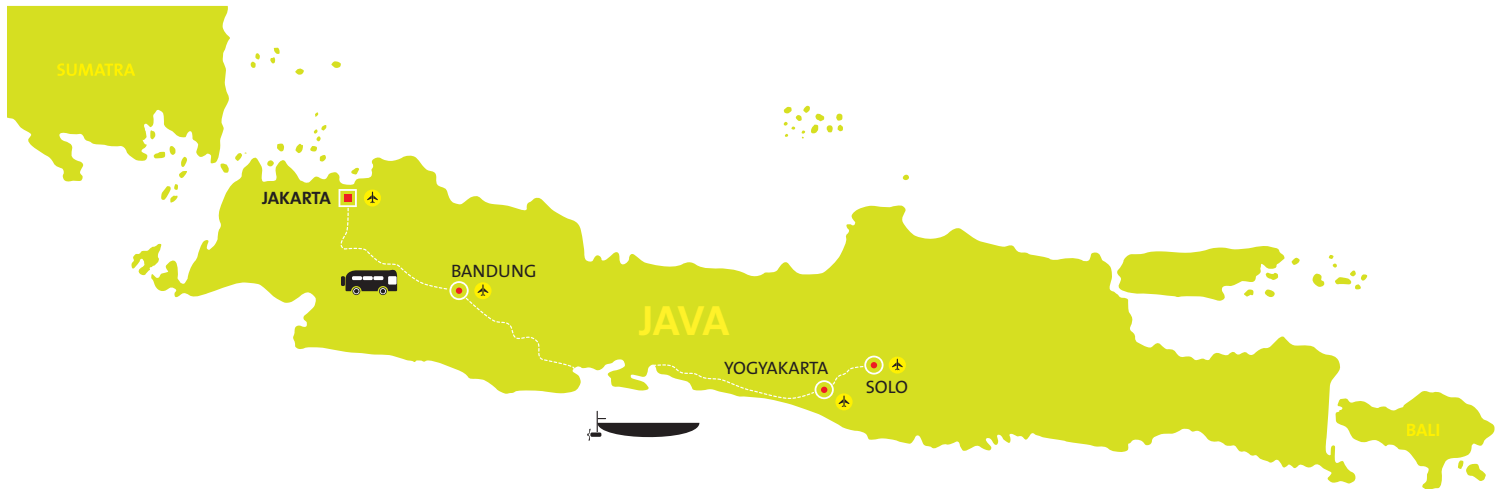 SUMATRA
JAKARTA
BANDUNG
JAVA
YOGYAKARTA
SOLO
BALI